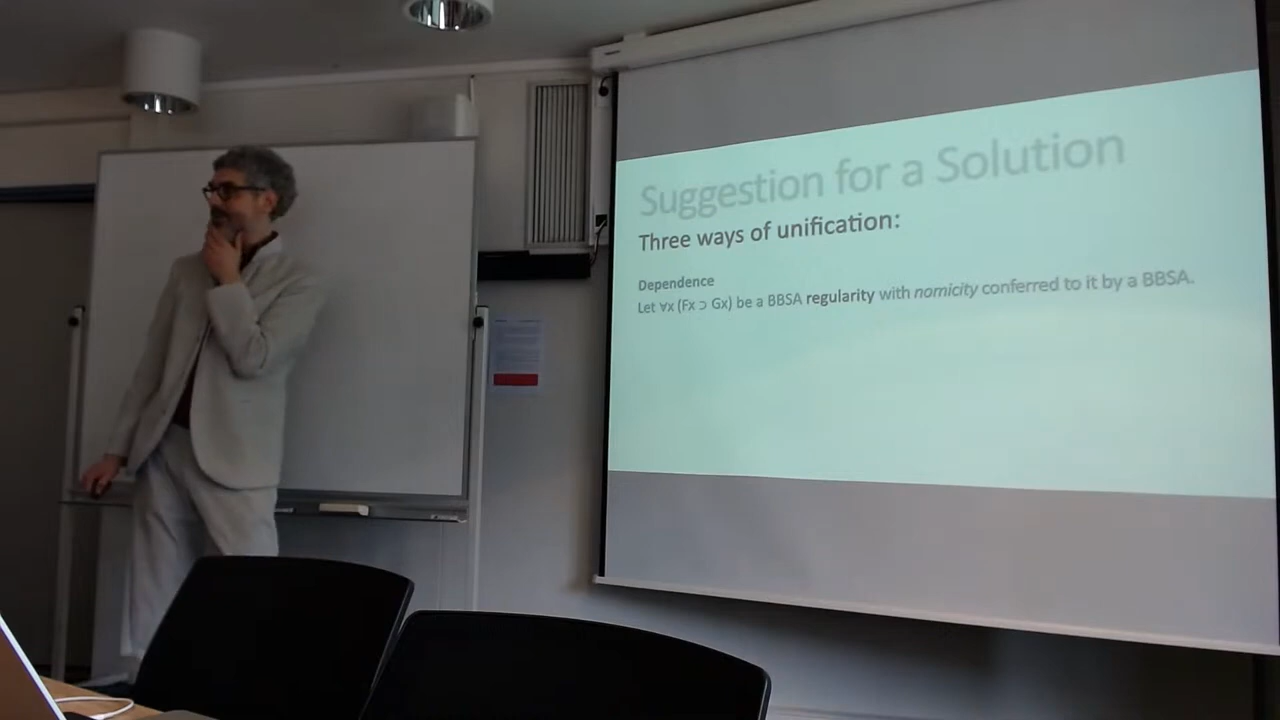 Suggestion for a Solution
Three ways of unification:
Dependence
Let ∀x (Fx ⊃ Gx) be a BBSA regularity with nomicity conferred to it by a BBSA.